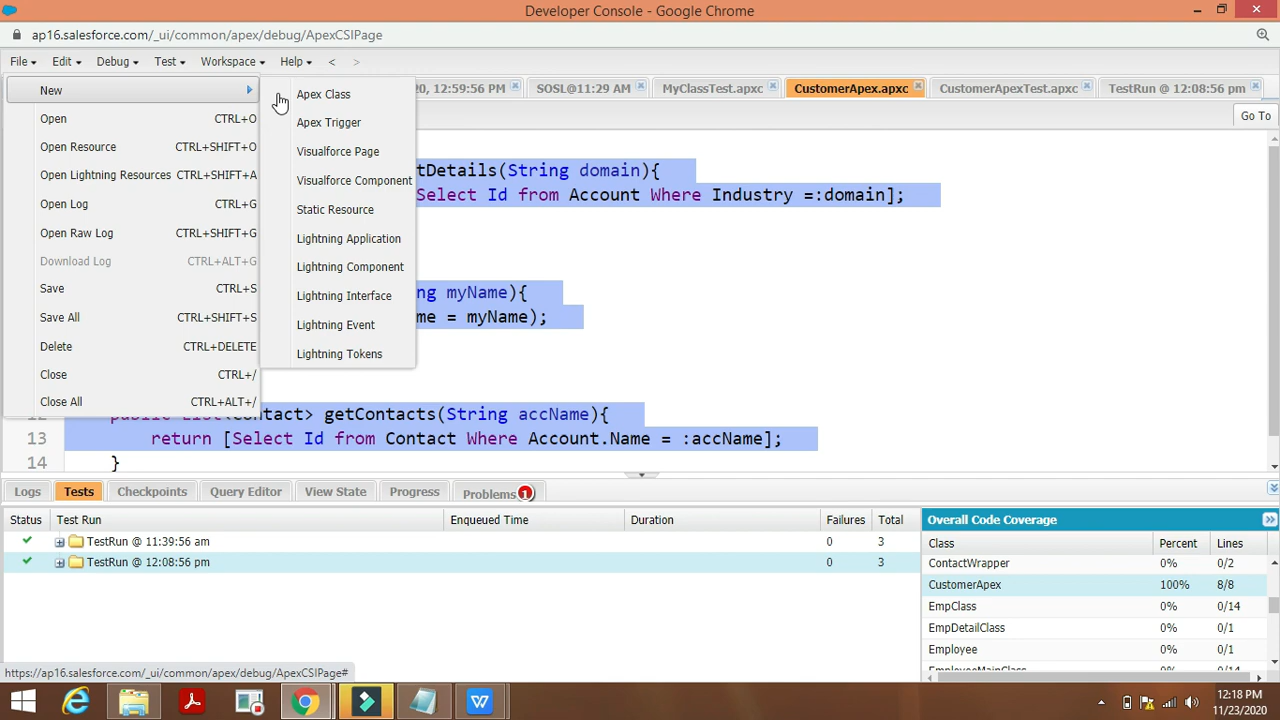 Developer Console - Google Chrome
ap16.salesforce.com/_ui/common/apex/debug/ApexCSIPage
File Edit Debug Test Workspace Help < >
0, 12:59:56 PM SOSL@11:29 AM MyClassTest.apxc CustomerApex.apxc CustomerApexTest.apxc TestRun @ 12:08:56 pm
Go To
New
Open CTRL+O
Open Resource CTRL+SHIFT+O
Open Lightning Resources CTRL+SHIFT+A
Open Log CTRL+G
Open Raw Log CTRL+SHIFT+G
Download Log CTRL+ALT+G
Save CTRL+S
Save All CTRL+SHIFT+S
Delete CTRL+DELETE
Close CTRL+/
Close All CTRL+ALT+/
Apex Class
Apex Trigger
Visualforce Page
Visualforce Component
Static Resource
Lightning Application
Lightning Component
Lightning Interface
Lightning Event
Lightning Tokens
tDetails(String domain){
Select Id from Account Where Industry =:domain];
ng myName){
me = myName);
getContacts(String accName){
13 return [Select Id from Contact Where Account.Name = :accName];
14 }
Logs Tests Checkpoints Query Editor View State Progress Problems 1
Status Test Run Enqueued Time Duration Failures Total
TestRun @ 11:39:56 am 0 3
TestRun @ 12:08:56 pm 0 3
Overall Code Coverage
Class Percent Lines
ContactWrapper 0% 0/2
CustomerApex 100% 8/8
EmpClass 0% 0/14
EmpDetailClass 0% 0/1
Employee 0% 0/1
EmployeeMainClass 0% 0/14
https://ap16.salesforce.com/_ui/common/apex/debug/ApexCSIPage#
12:18 PM
11/23/2020